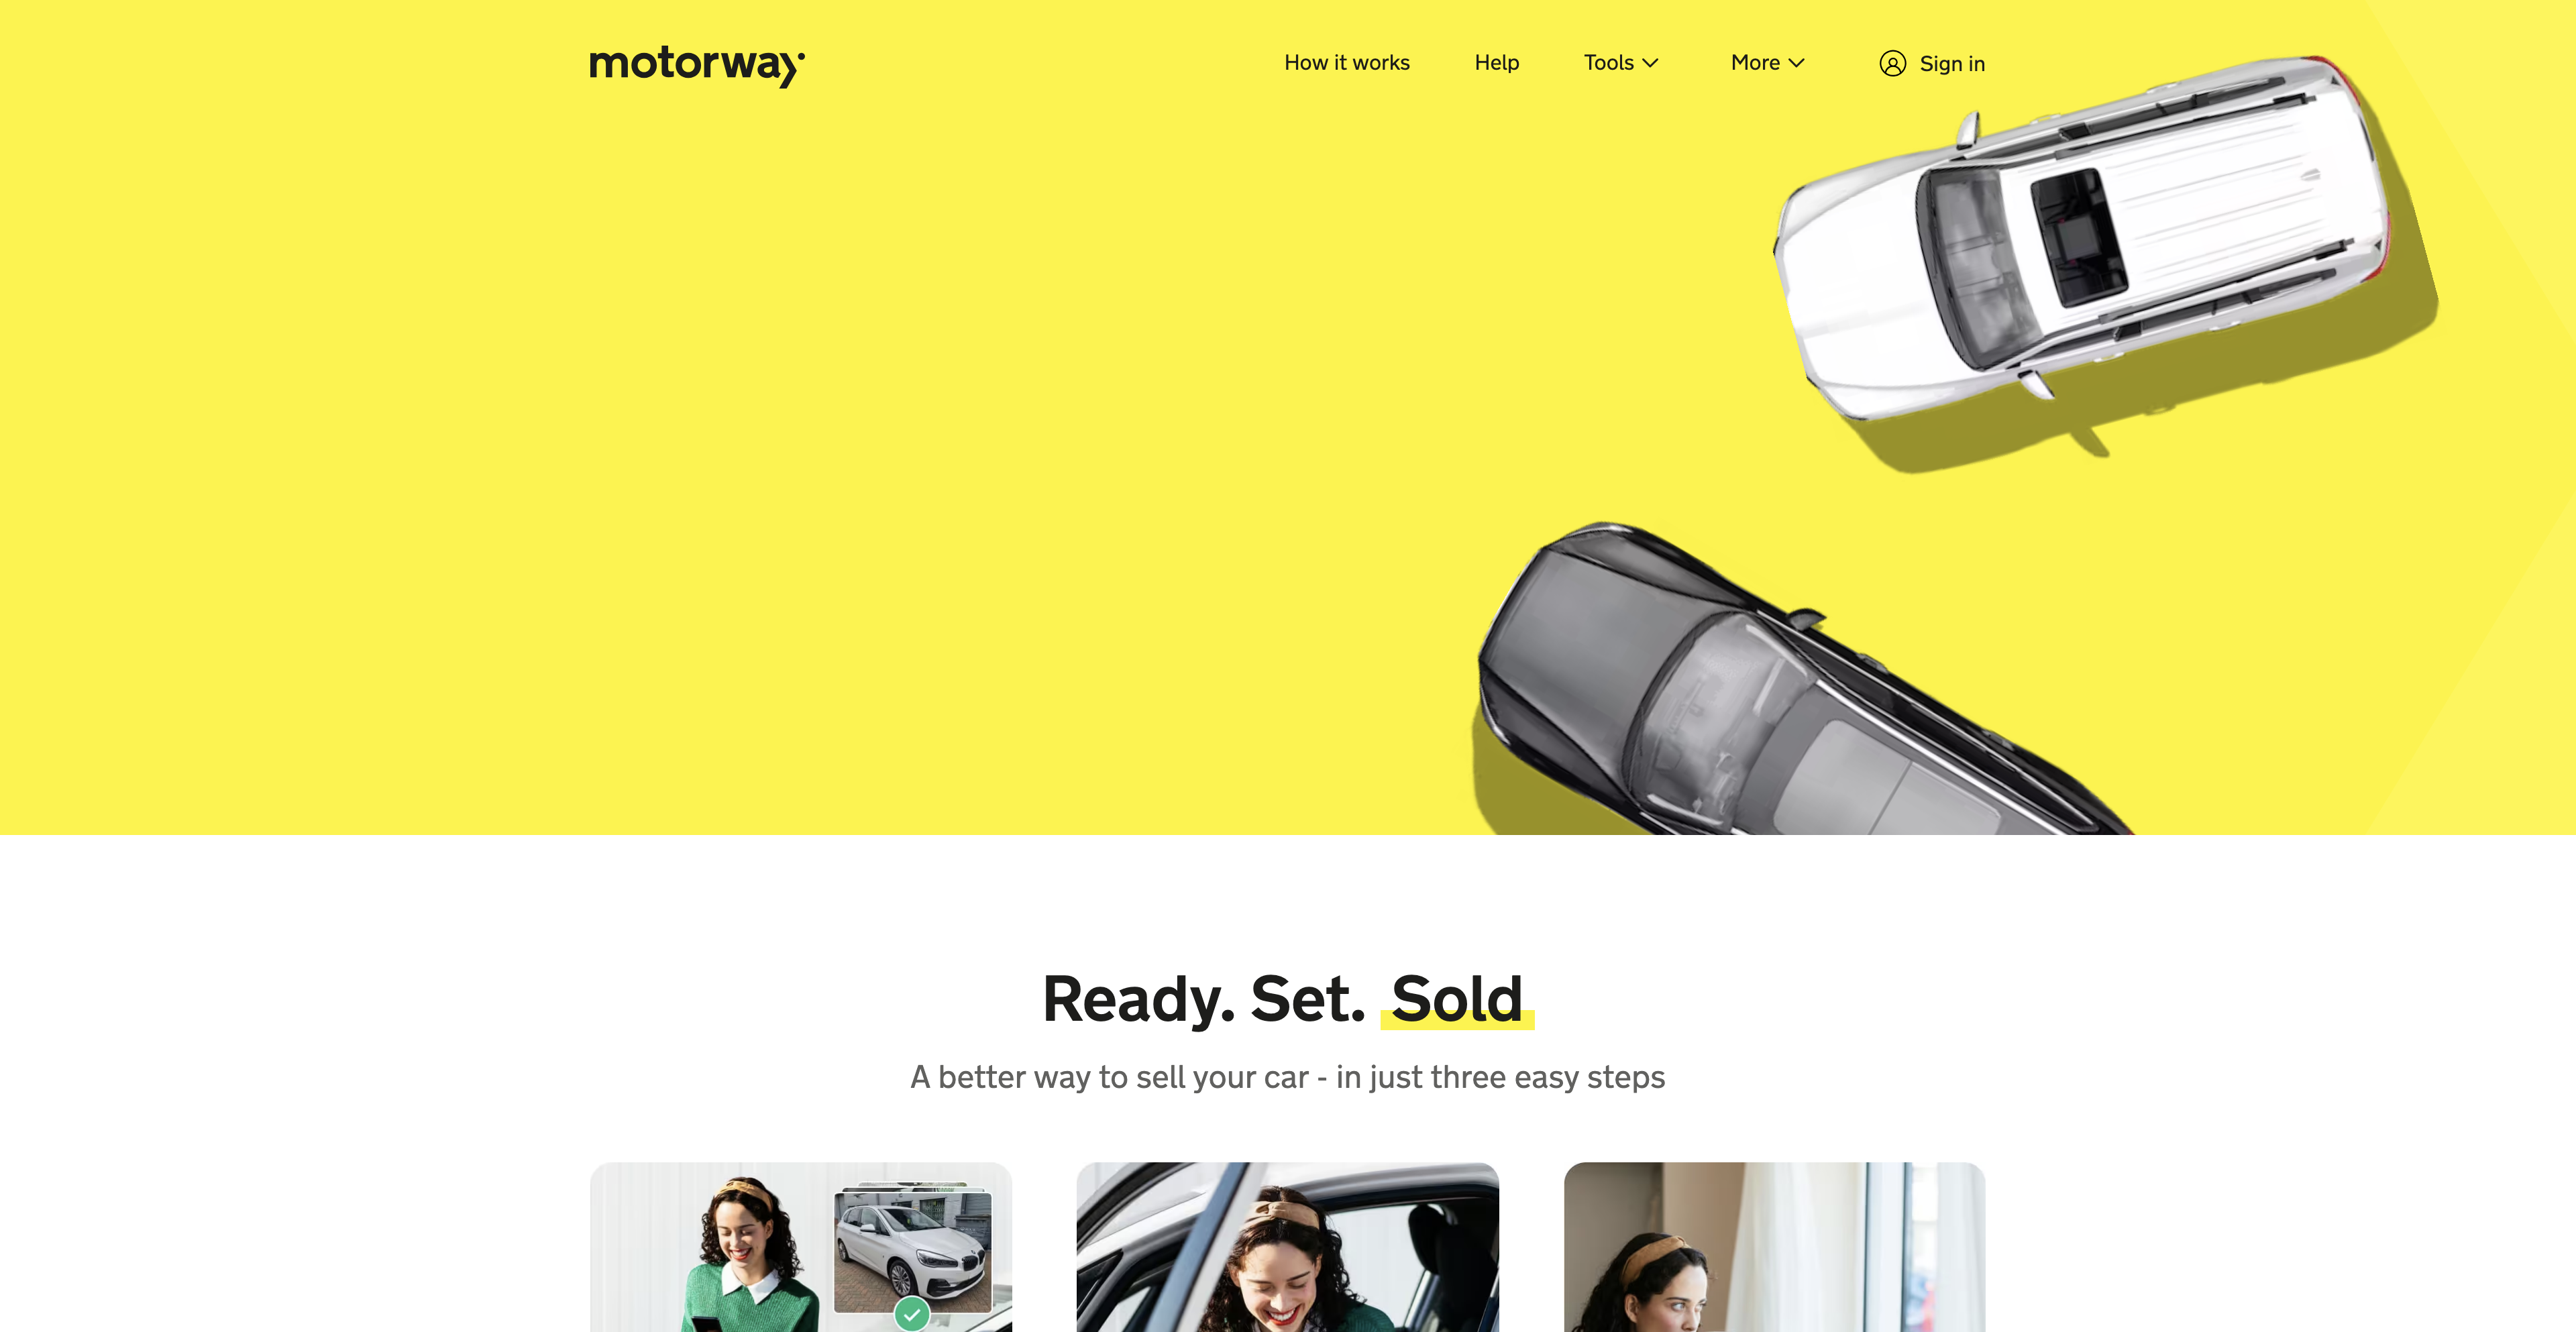 motorway
How it works
Help
Tools
More
Sign in
Ready. Set. Sold
A better way to sell your car - in just three easy steps